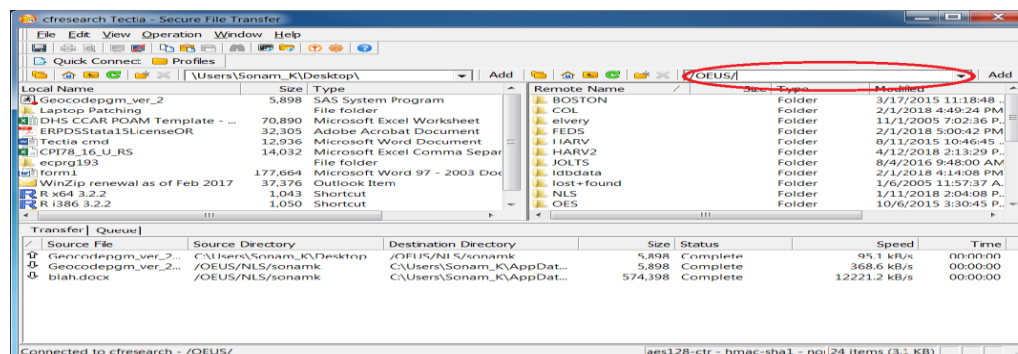 cfresearch Tectia - Secure File Transfer
File Edit View Operation Window Help
Quick Connect Profiles
\Users\Sonam_K\Desktop\ Add /OEUS/ Add
Local Name Size Type Remote Name / Size Type Modified
Geocodepgm_ver_2 5,898 SAS System Program BOSTON Folder 3/17/2015 11:18:48 ..
Laptop Patching File folder COL Folder 2/1/2018 4:49:24 PM
DHS CCAR POAM Template - ... 70,890 Microsoft Excel Worksheet elvery Folder 11/1/2005 7:02:36 P..
ERPDSStata15LicenseOR 32,305 Adobe Acrobat Document FEDS Folder 2/1/2018 5:00:42 PM
Tectia cmd 12,936 Microsoft Word Document HARV Folder 8/11/2015 10:46:45 ..
CPI78_16_U_RS 14,032 Microsoft Excel Comma Separ HARV2 Folder 4/12/2018 2:13:29 P..
ecprg193 File folder JOLTS Folder 8/4/2016 9:48:00 AM
form1 177,664 Microsoft Word 97 - 2003 Doc ldbdata Folder 2/1/2018 4:14:08 PM
WinZip renewal as of Feb 2017 37,376 Outlook Item lost+found Folder 1/6/2005 11:57:37 A..
R x64 3.2.2 1,043 Shortcut NLS Folder 1/11/2018 2:04:08 P..
R i386 3.2.2 1,050 Shortcut OES Folder 10/6/2015 3:30:45 P..
Transfer Queue
/ Source File Source Directory Destination Directory Size Status Speed Time
Geocodepgm_ver_2... C:\Users\Sonam_K\Desktop /OEUS/NLS/sonamk 5,898 Complete 95.1 kB/s 00:00:00
Geocodepgm_ver_2... /OEUS/NLS/sonamk C:\Users\Sonam_K\AppDat... 5,898 Complete 368.6 kB/s 00:00:00
blah.docx /OEUS/NLS/sonamk C:\Users\Sonam_K\AppDat... 574,398 Complete 12221.2 kB/s 00:00:00
Connected to cfresearch - /OEUS/ aes128-ctr - hmac-sha1 - no 24 items (3.1 KB)